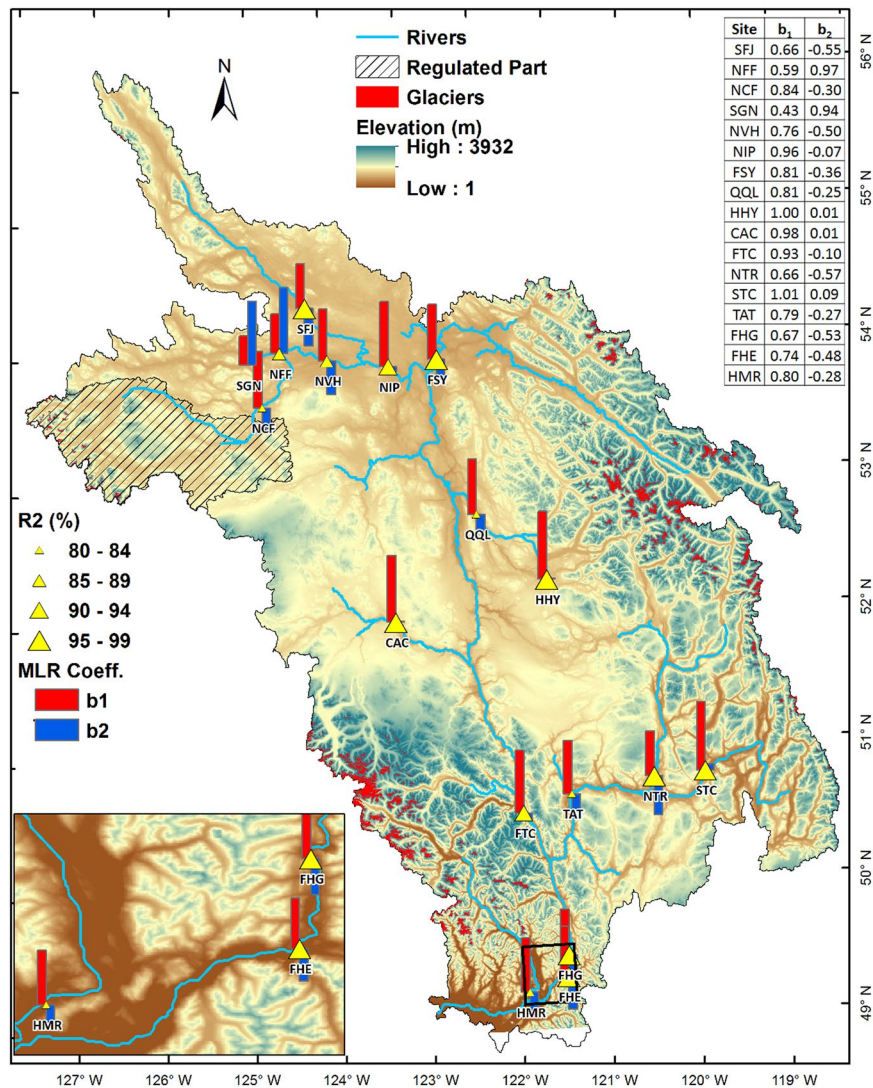 N
Rivers
Regulated Part
Glaciers
Elevation (m)
High : 3932
Low : 1
Site b1 b2
SFJ 0.66 -0.55
NFF 0.59 0.97
NCF 0.84 -0.30
SGN 0.43 0.94
NVH 0.76 -0.50
NIP 0.96 -0.07
FSY 0.81 -0.36
QQL 0.81 -0.25
HHY 1.00 0.01
CAC 0.98 0.01
FTC 0.93 -0.10
NTR 0.66 -0.57
STC 1.01 0.09
TAT 0.79 -0.27
FHG 0.67 -0.53
FHE 0.74 -0.48
HMR 0.80 -0.28
56° N
55° N
54° N
53° N
52° N
51° N
50° N
49° N
SFJ
NFF
SGN
NVH
NIP
FSY
NCF
QQL
HHY
CAC
R2 (%)
80 - 84
85 - 89
90 - 94
95 - 99
MLR Coeff.
b1
b2
NTR
STC
TAT
FTC
FHG
FHE
HMR
FHG
FHE
HMR
127° W 126° W 125° W 124° W 123° W 122° W 121° W 120° W 119° W